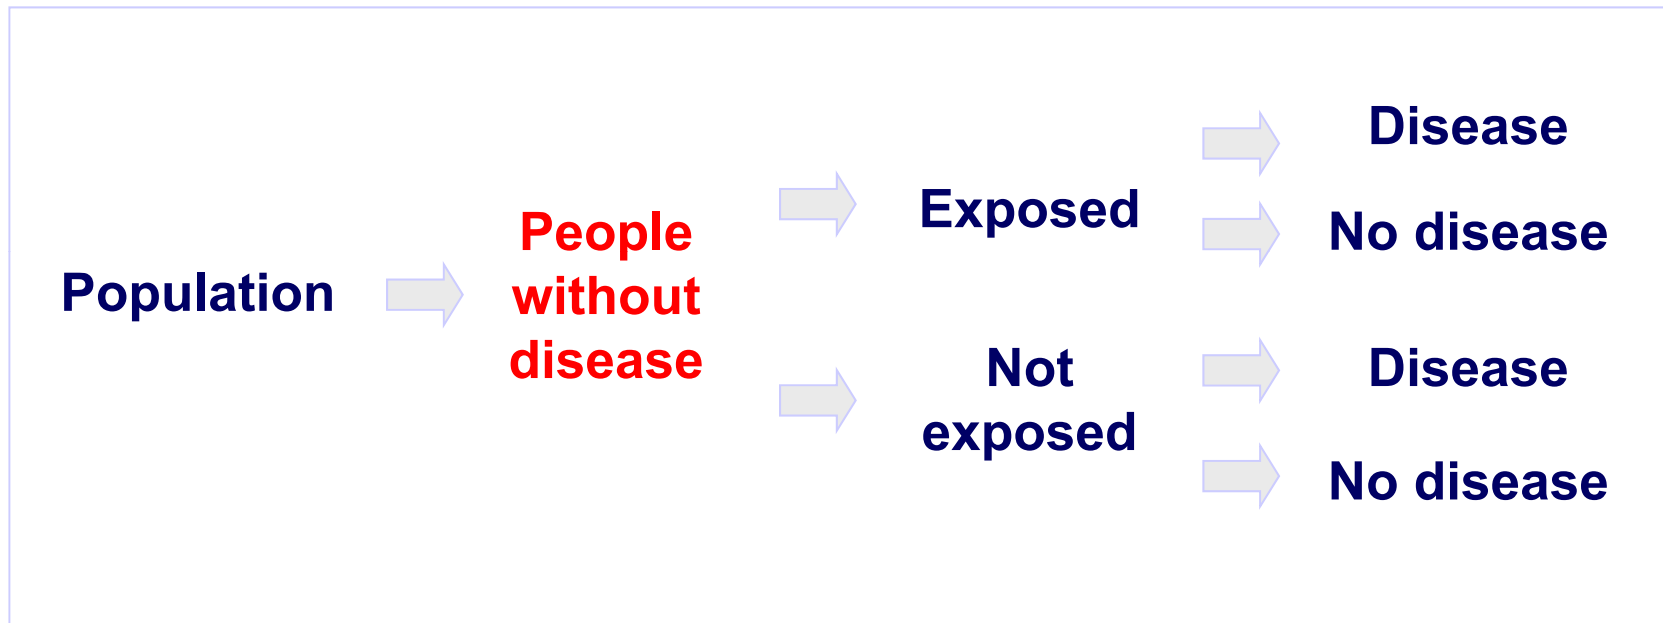 Population
People
without
disease
Exposed
Not
exposed
Disease
No disease
Disease
No disease